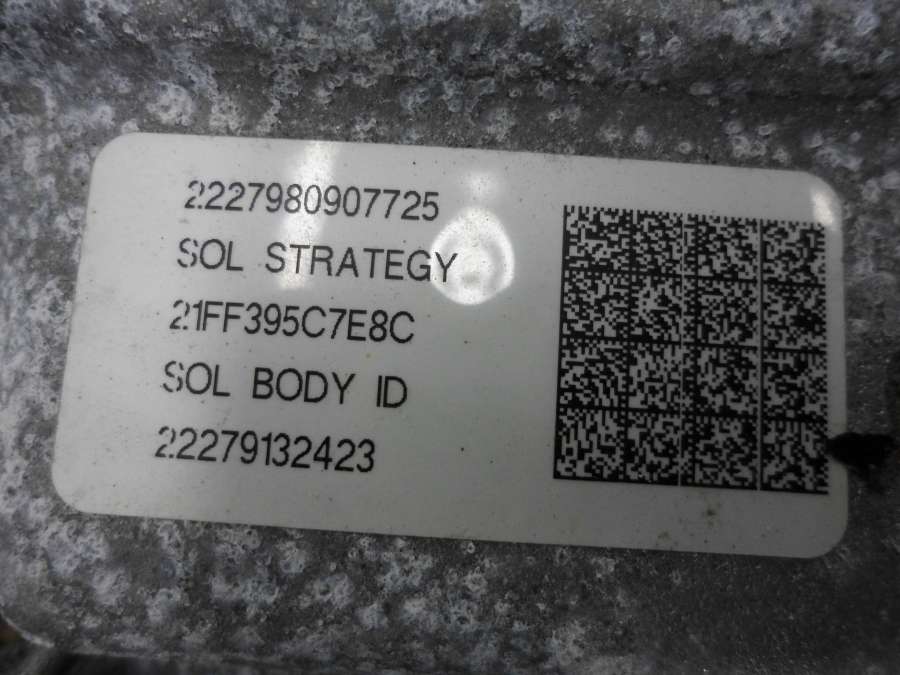 2227980907725
SOL STRATEGY
21FF395C7E8C
SOL BODY ID
22279132423